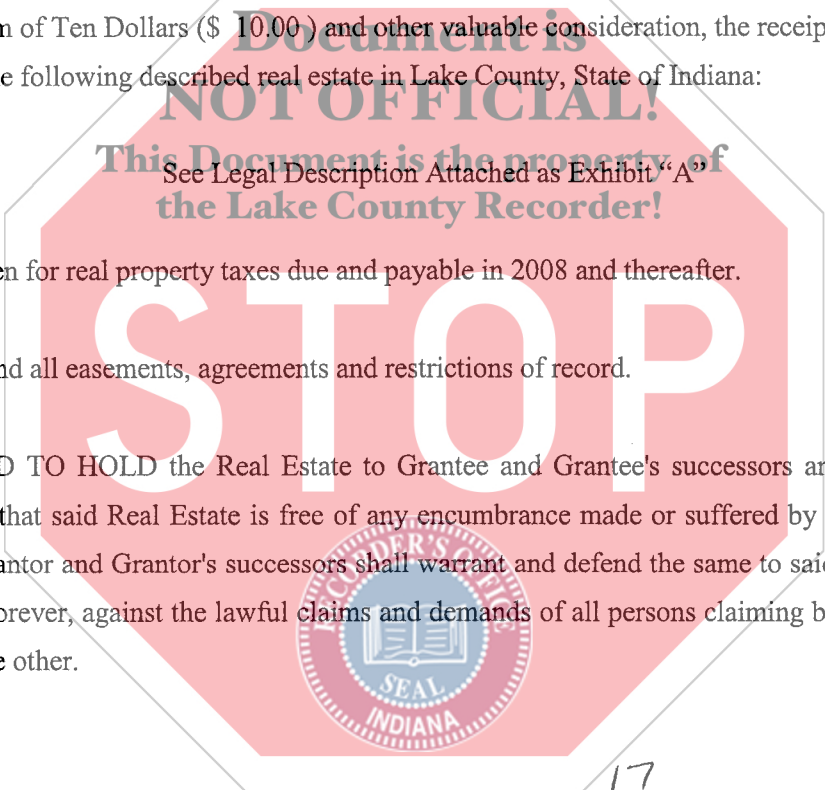 n of Ten Dollars ($ 10.00 ) and other valuable consideration, the receip
Document is
e following described real estate in Lake County, State of Indiana:
NOT OFFICIAL!
This Document is the property of
See Legal Description Attached as Exhibit “A”
the Lake County Recorder!
en for real property taxes due and payable in 2008 and thereafter.
STOP
nd all easements, agreements and restrictions of record.
D TO HOLD the Real Estate to Grantee and Grantee's successors an
that said Real Estate is free of any encumbrance made or suffered by
antor and Grantor's successors shall warrant and defend the same to said
orever, against the lawful claims and demands of all persons claiming b
e other.
RECORDER'S OFFICE
SEAL
INDIANA
17